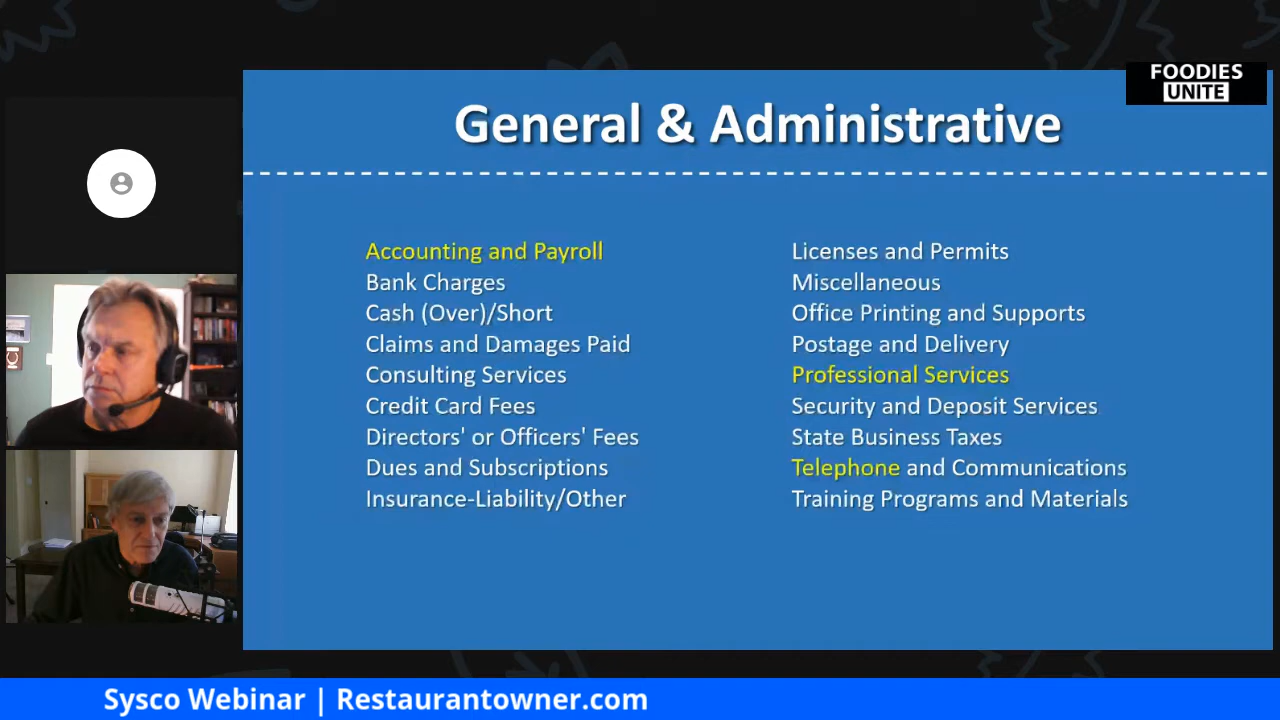 FOODIES
UNITE
General & Administrative
Accounting and Payroll
Bank Charges
Cash (Over)/Short
Claims and Damages Paid
Consulting Services
Credit Card Fees
Directors' or Officers' Fees
Dues and Subscriptions
Insurance-Liability/Other
Licenses and Permits
Miscellaneous
Office Printing and Supports
Postage and Delivery
Professional Services
Security and Deposit Services
State Business Taxes
Telephone and Communications
Training Programs and Materials
Sysco Webinar | Restaurantowner.com